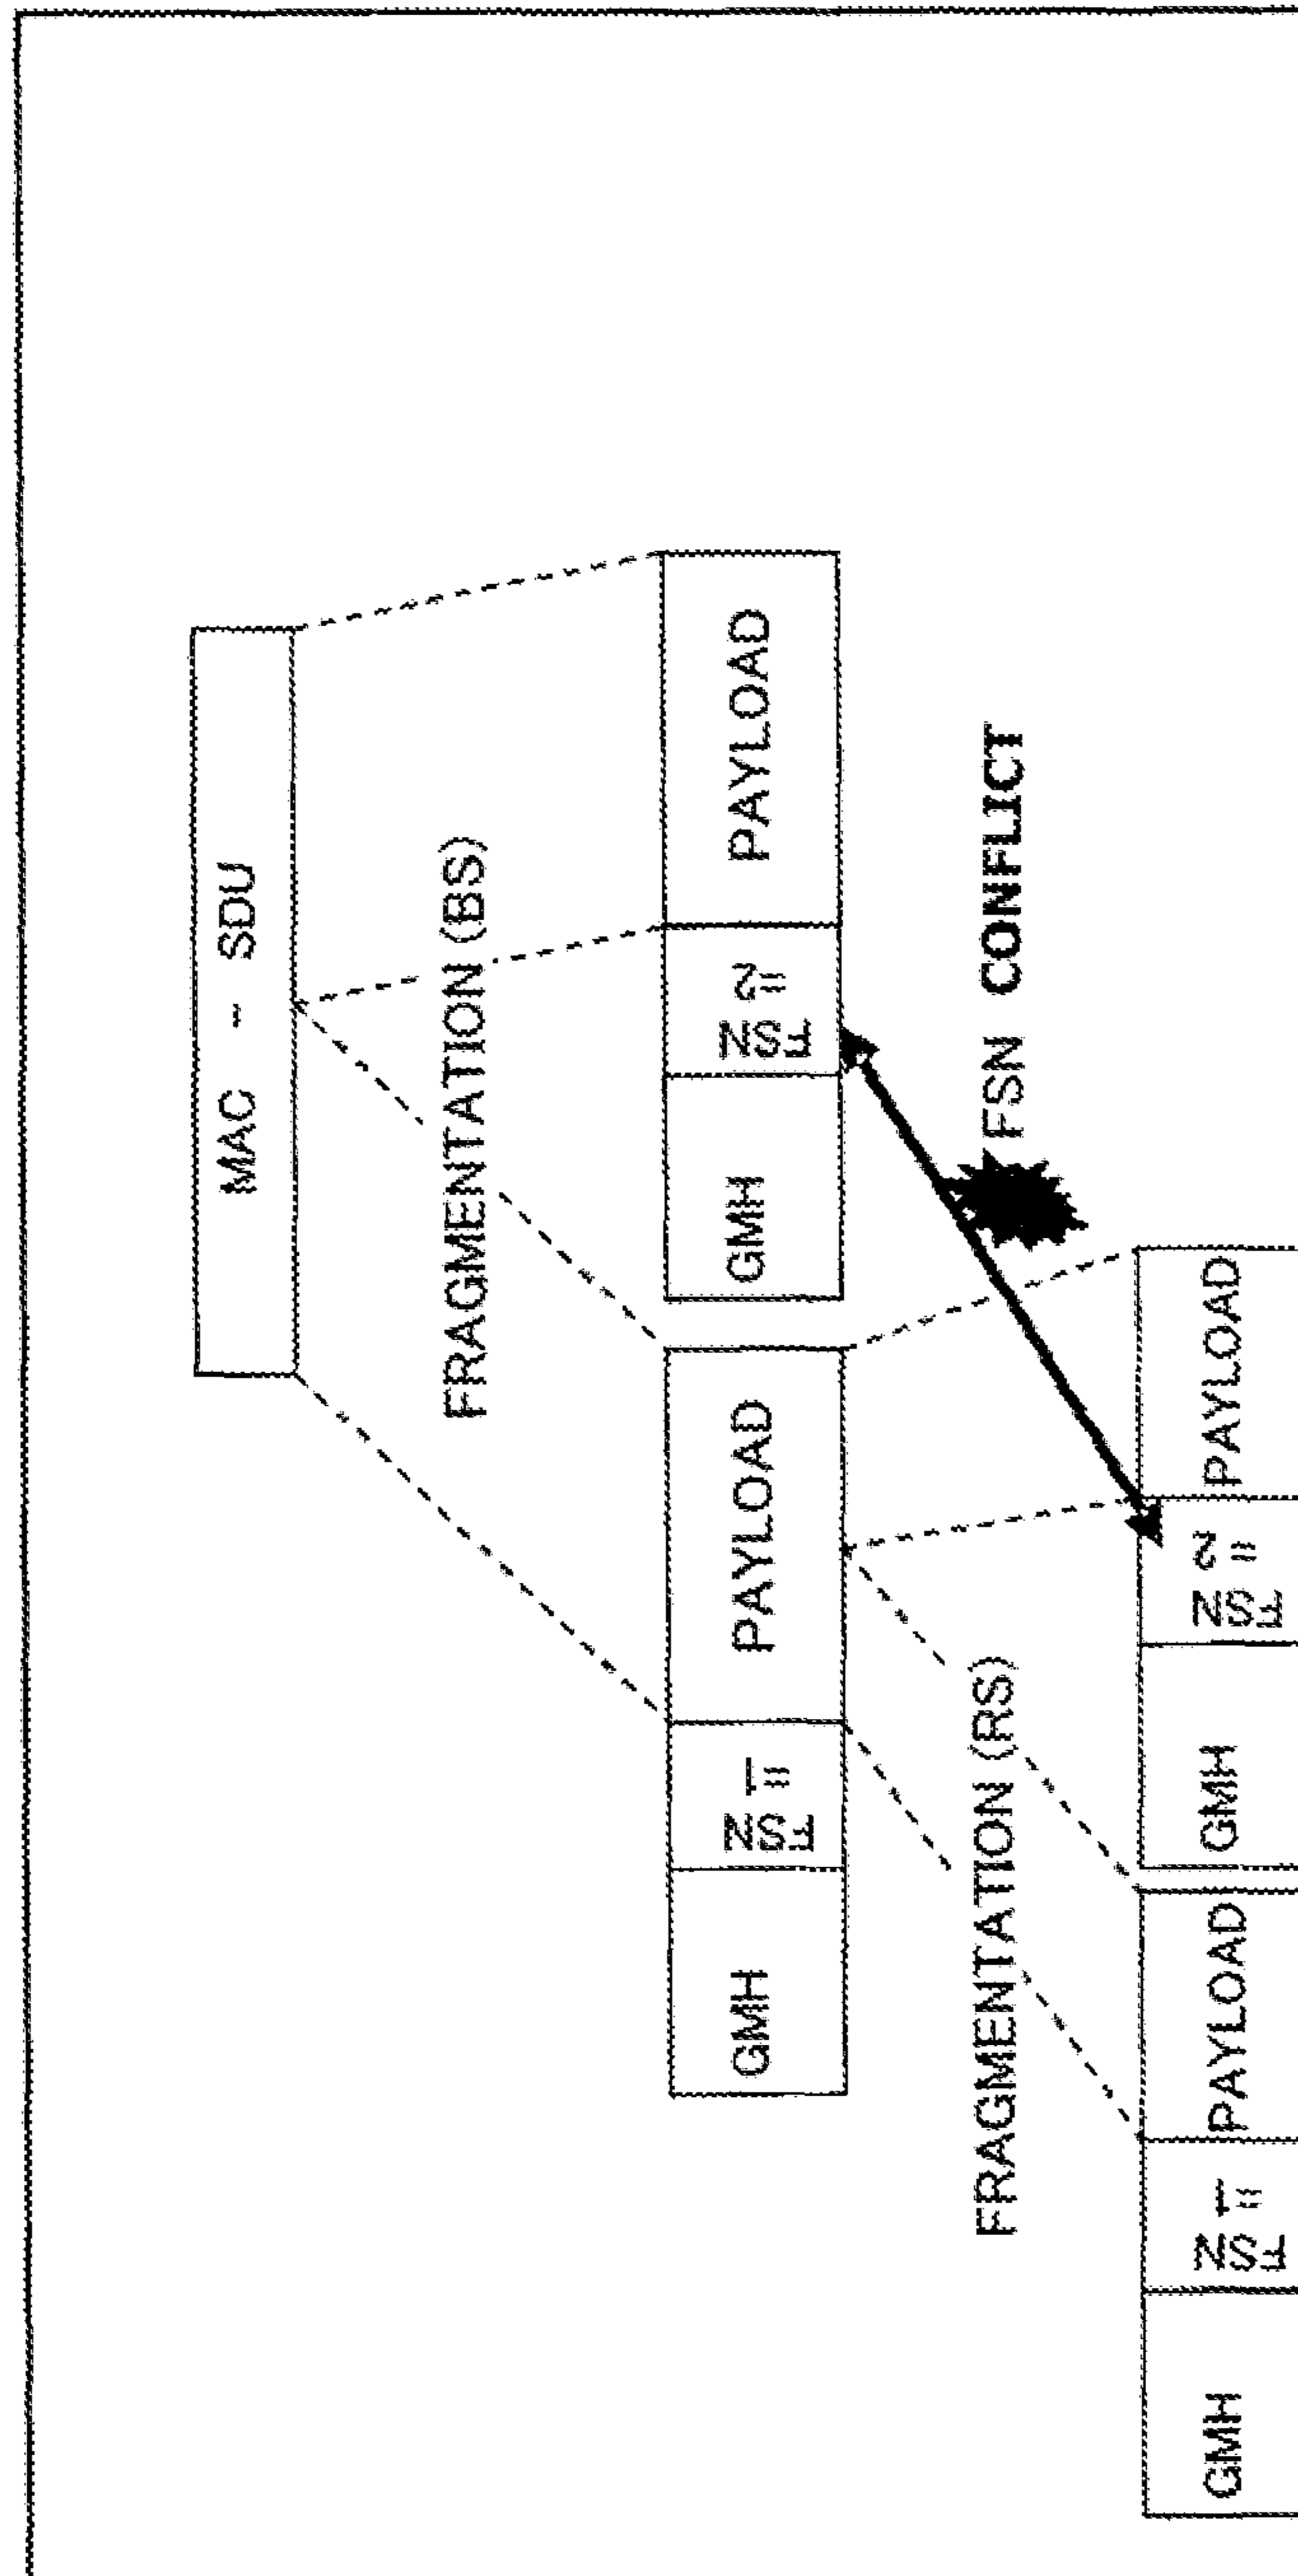 MAC - SDU
FRAGMENTATION (BS)
GMH
FSN
=1
PAYLOAD
GMH
FSN
=2
PAYLOAD
FRAGMENTATION (RS)
FSN CONFLICT
GMH
FSN
=1
PAYLOAD
GMH
FSN
=2
PAYLOAD